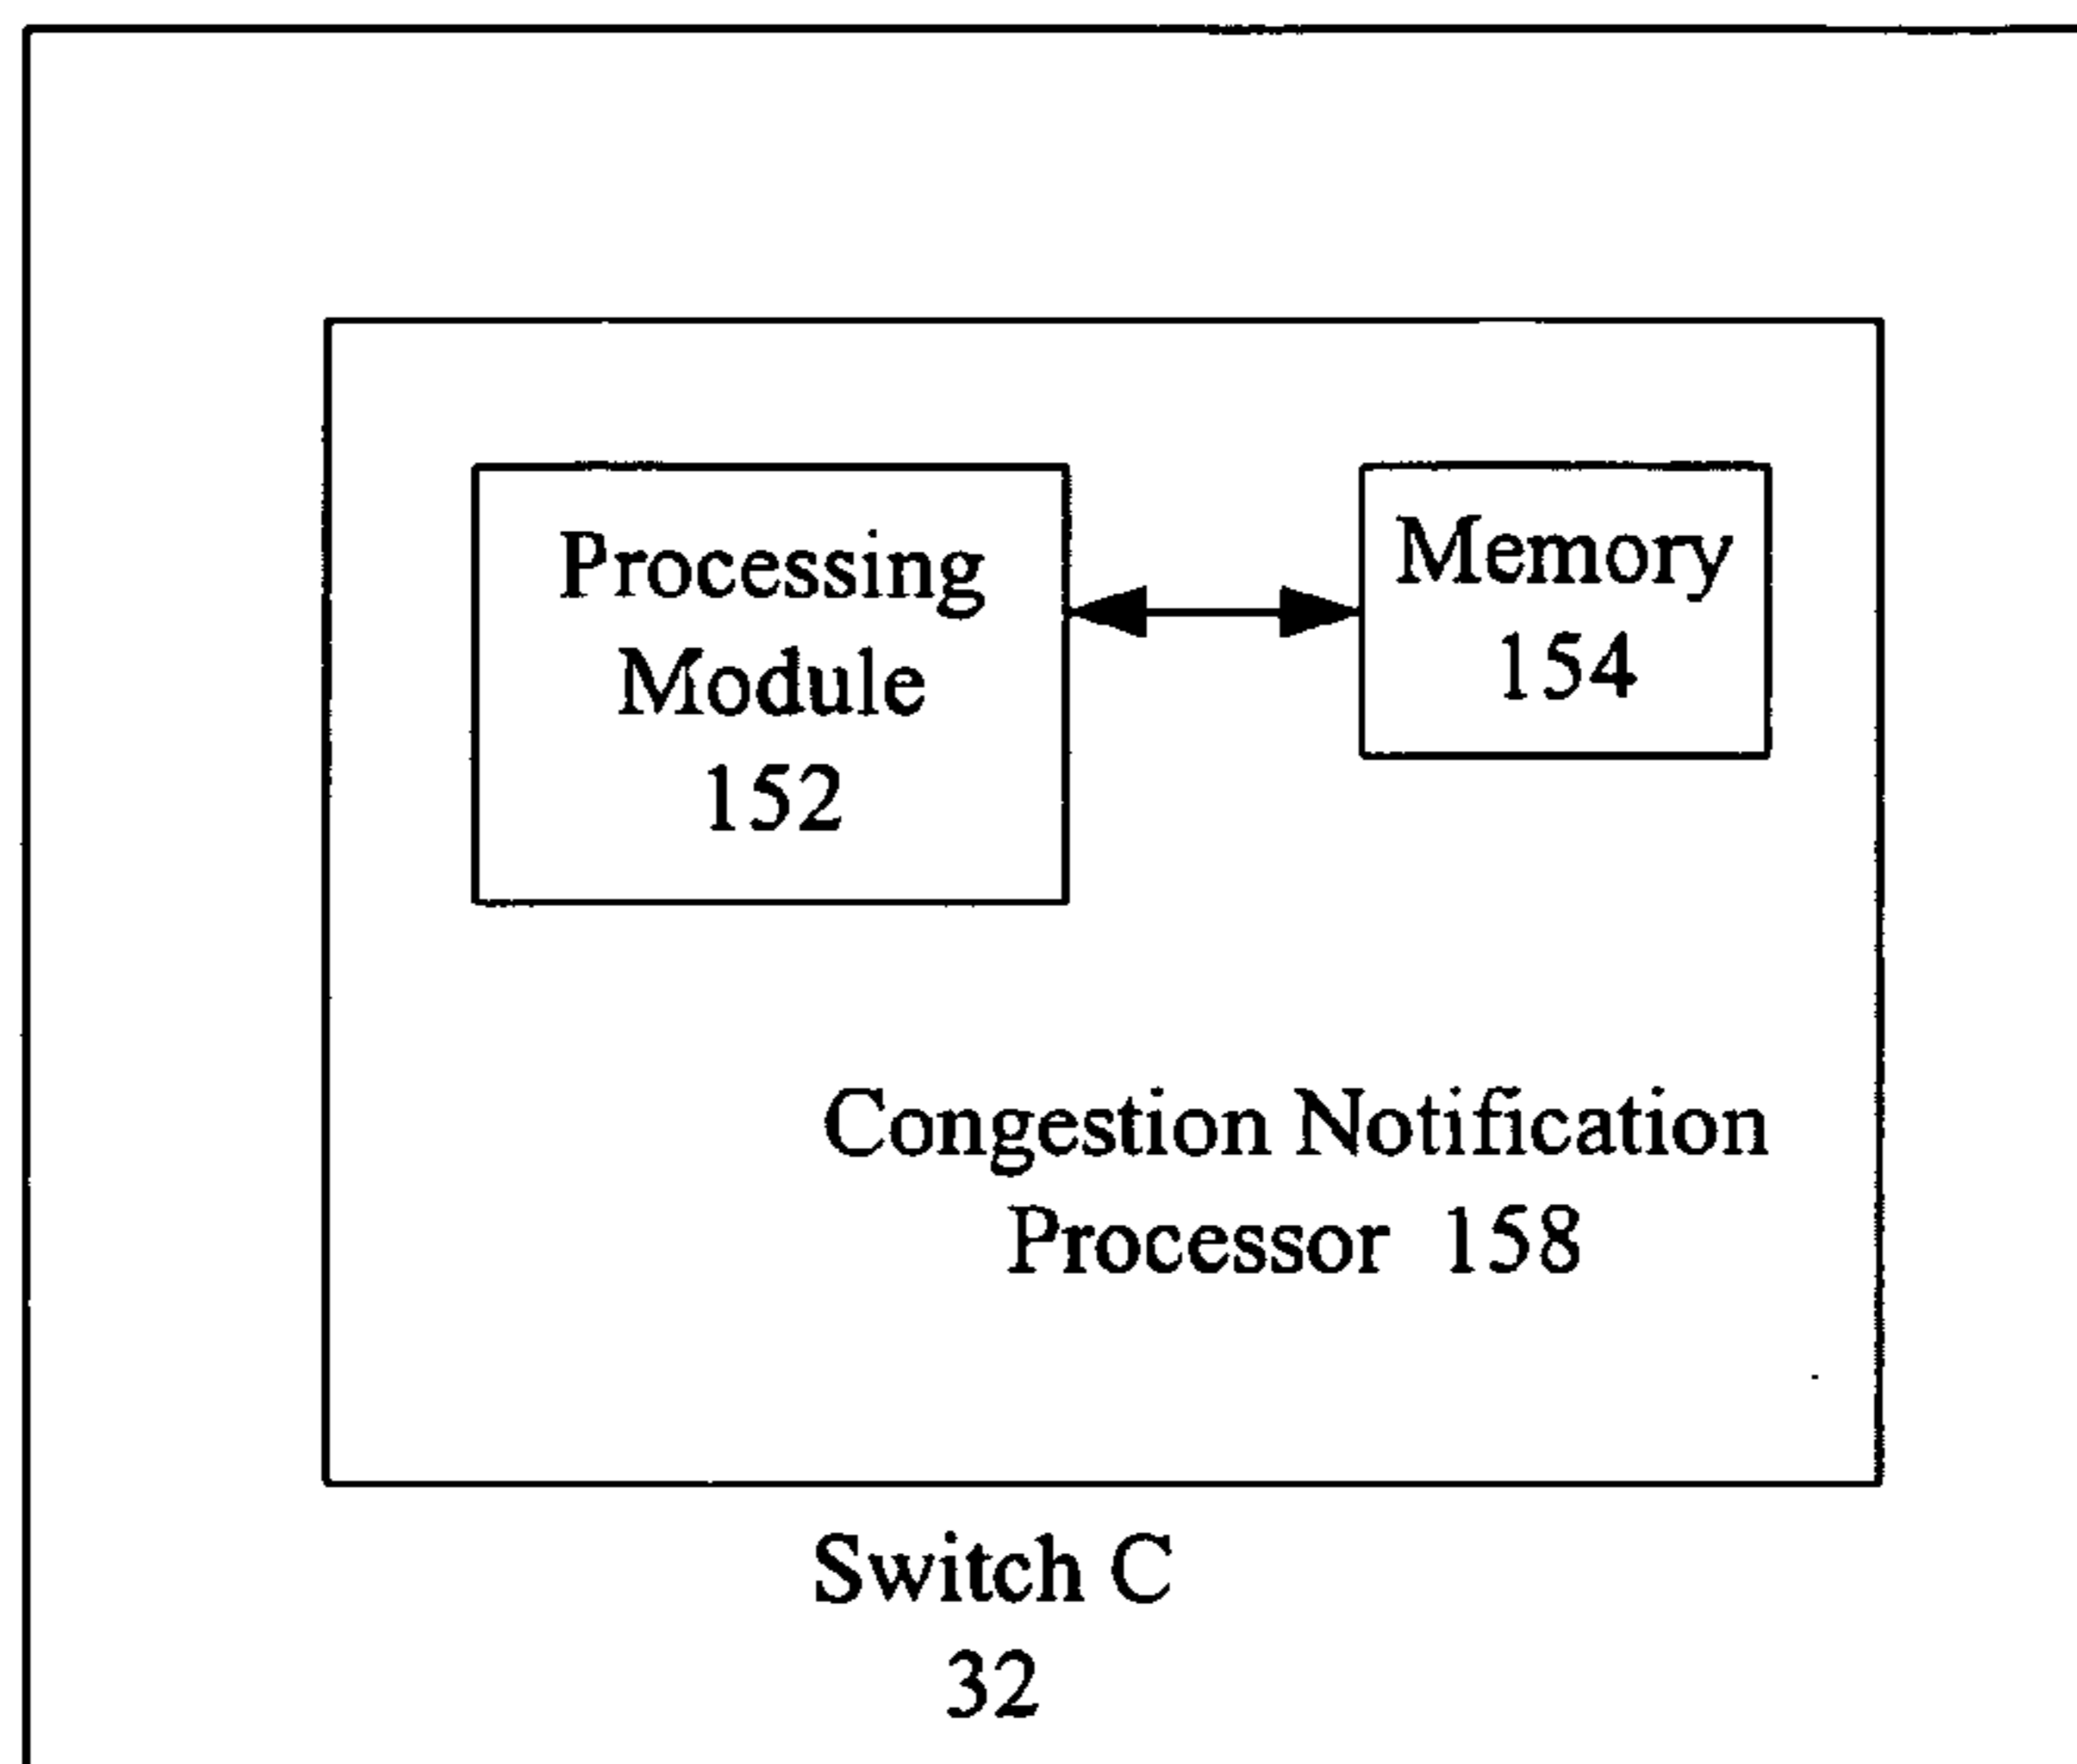 Processing
Module
152
Memory
154
Congestion Notification
Processor 158
Switch C
32